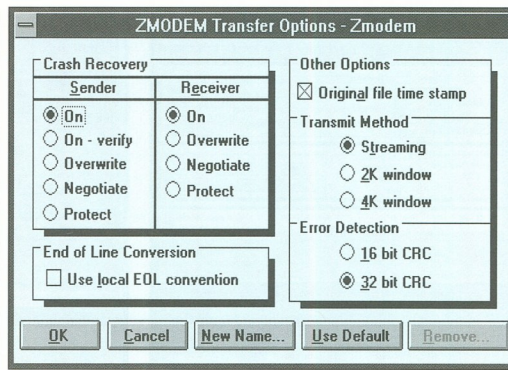 ZMODEM Transfer Options - Zmodem
Crash Recovery
Sender
Receiver
On
On - verify
Overwrite
Negotiate
Protect
On
Overwrite
Negotiate
Protect
End of Line Conversion
Use local EOL convention
Other Options
Original file time stamp
Transmit Method
Streaming
2K window
4K window
Error Detection
16 bit CRC
32 bit CRC
OK
Cancel
New Name...
Use Default
Remove...